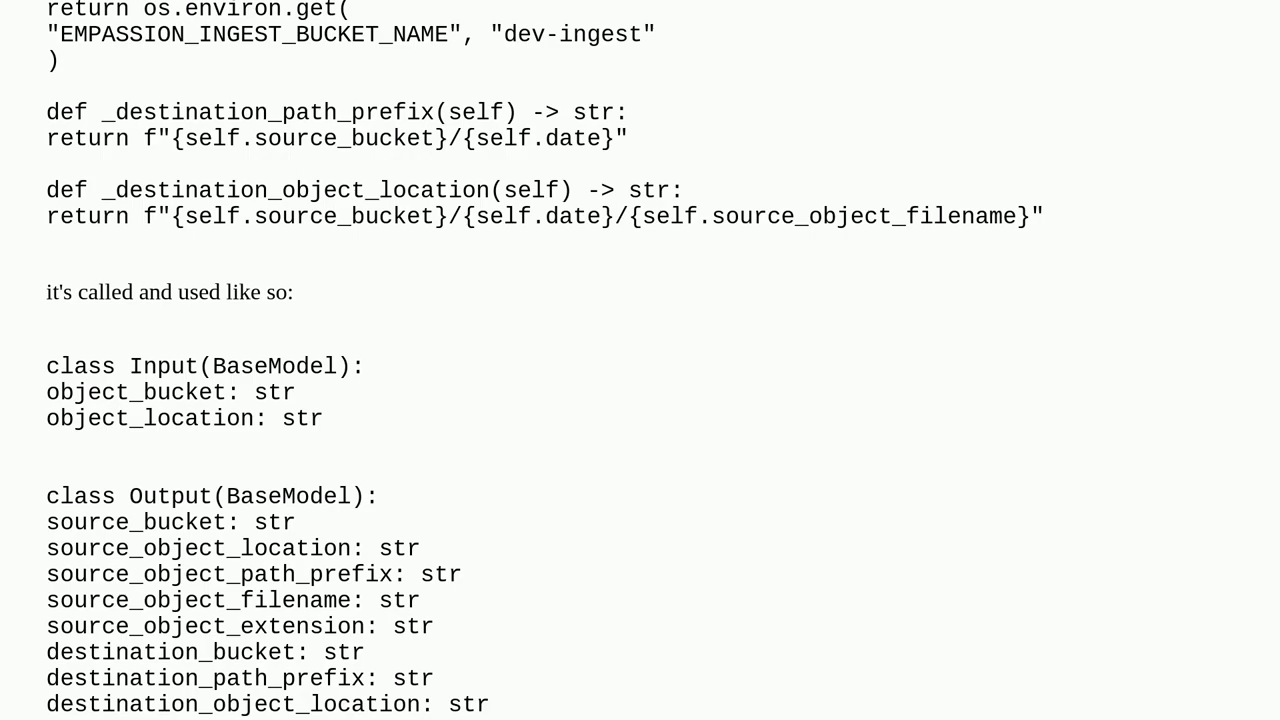 return os.environ.get(
"EMPASSION_INGEST_BUCKET_NAME", "dev-ingest"
)
def _destination_path_prefix(self) -> str:
return f"{self.source_bucket}/{self.date}"
def _destination_object_location(self) -> str:
return f"{self.source_bucket}/{self.date}/{self.source_object_filename}"
it's called and used like so:
class Input(BaseModel):
object_bucket: str
object_location: str
class Output(BaseModel):
source_bucket: str
source_object_location: str
source_object_path_prefix: str
source_object_filename: str
source_object_extension: str
destination_bucket: str
destination_path_prefix: str
destination_object_location: str